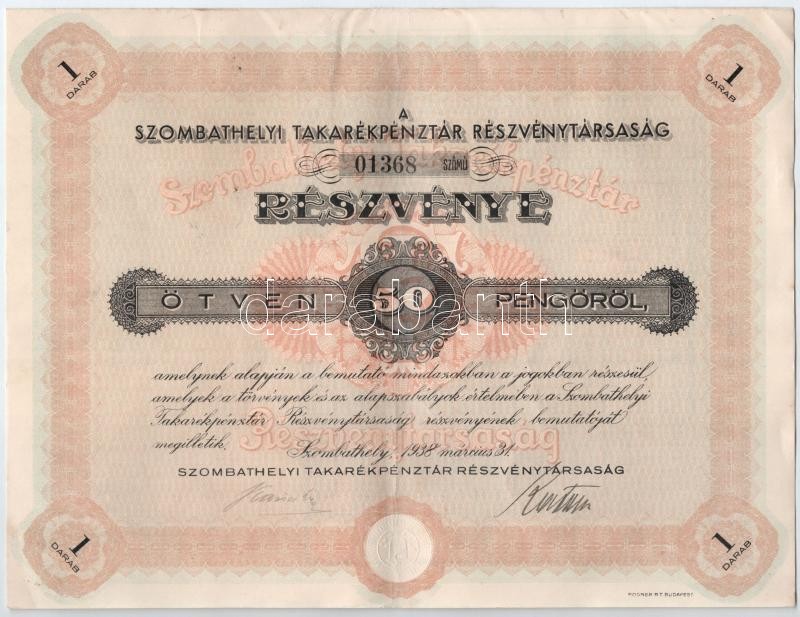 1 DARAB
1 DARAB
A
SZOMBATHELYI TAKARÉKPÉNZTÁR RÉSZVÉNYTÁRSASÁG
01368 SZÁMÚ
Szombathelyi Takarékpénztár
RÉSZVÉNYE
ÖTVEN 50 PENGŐRŐL,
darabanth
amelynek alapján a bemutató mindazokban a jogokban részesül,
amelyek a törvények és az alapszabályok értelmében a Szombathelyi
Takarékpénztár Részvénytársaság részvényének bemutatóját
megilletik.
Szombathely, 1938 március 31.
Részvénytársaság
SZOMBATHELYI TAKARÉKPÉNZTÁR RÉSZVÉNYTÁRSASÁG
1 DARAB
1 DARAB
POSNER R.T. BUDAPEST